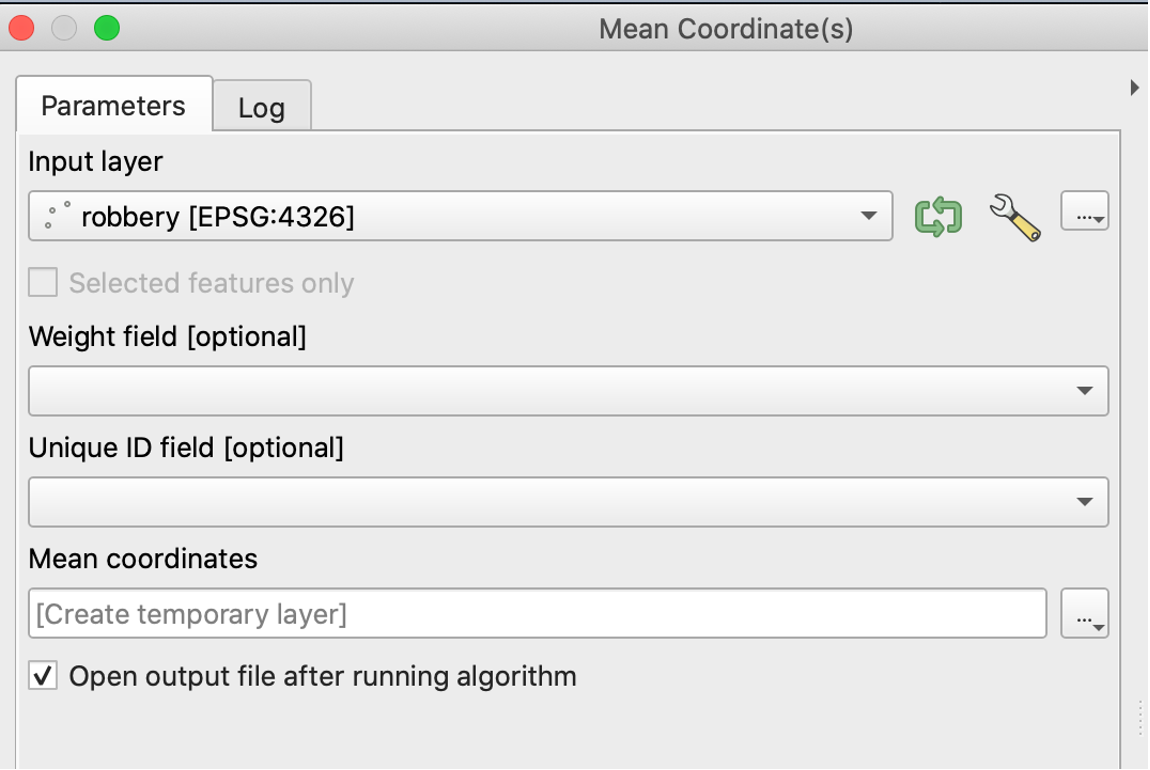 Mean Coordinate(s)
Parameters
Log
Input layer
robbery [EPSG:4326]
...
Selected features only
Weight field [optional]
Unique ID field [optional]
Mean coordinates
[Create temporary layer]
...
Open output file after running algorithm